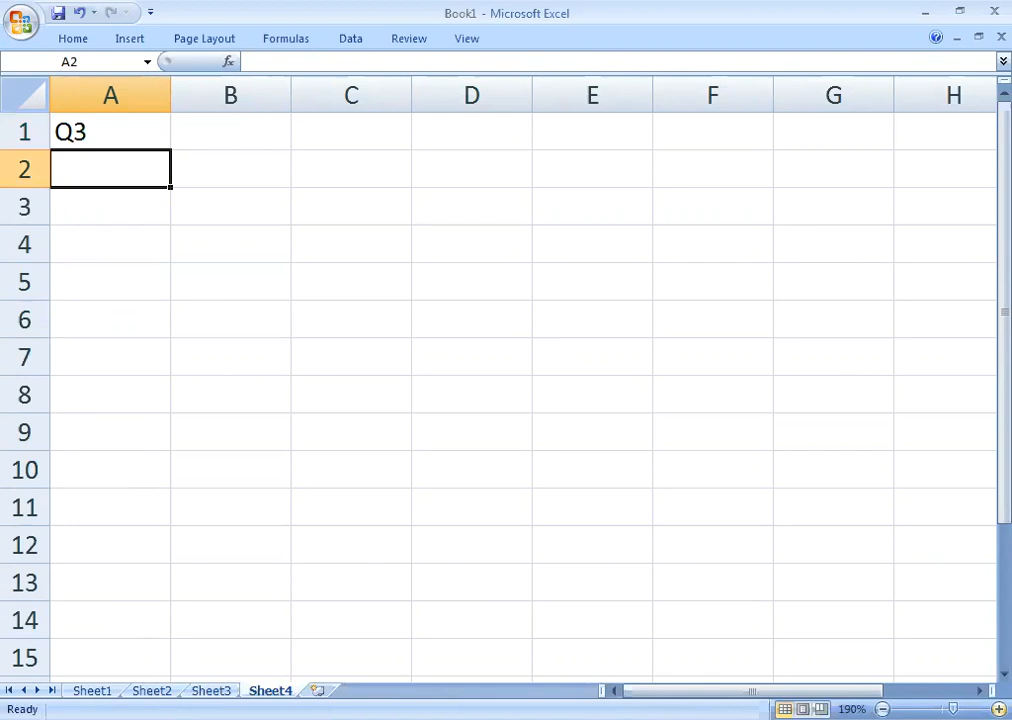 Book1 - Microsoft Excel
Home Insert Page Layout Formulas Data Review View
A2 fx
A B C D E F G H
1 Q3
2
3
4
5
6
7
8
9
10
11
12
13
14
15
Sheet1 Sheet2 Sheet3 Sheet4
Ready 190%